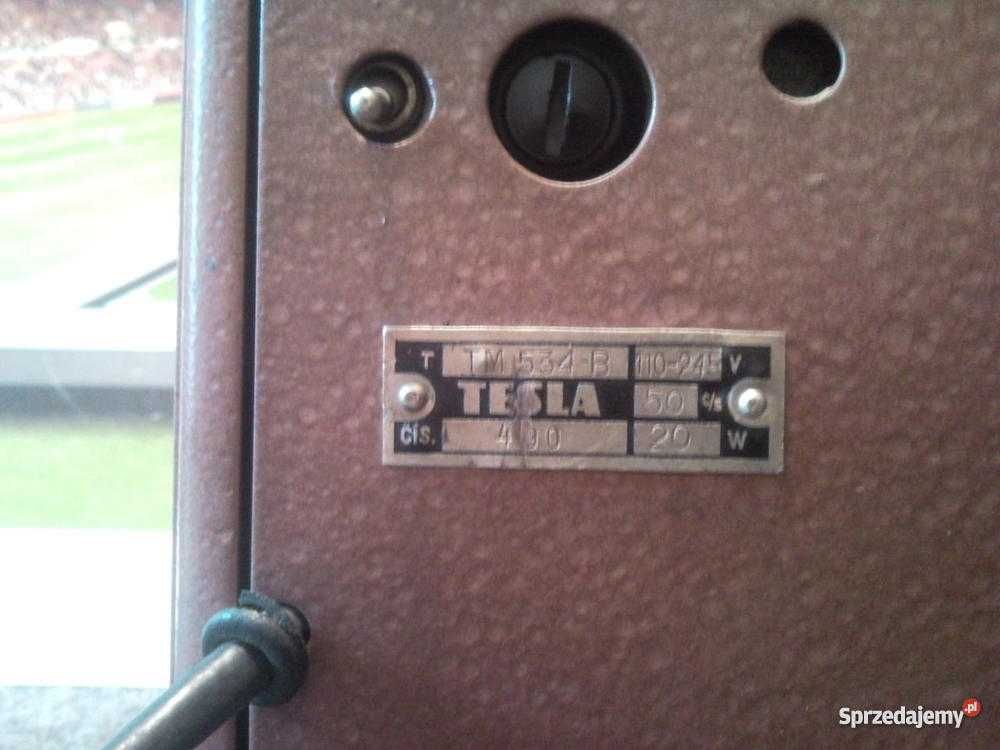 T TM 534-B 110-245 V
TESLA 50 c/s
ČÍS. 490 20 W
Sprzedajemy.pl